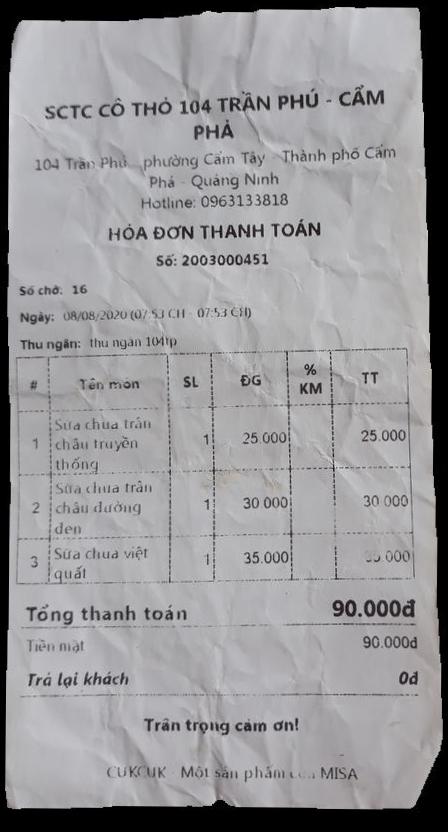 SCTC CÔ THỎ 104 TRẦN PHÚ - CẨM
PHẢ
104 Trần Phú - phường Cẩm Tây - Thành phố Cẩm
Phả - Quảng Ninh
Hotline: 0963133818
HÓA ĐƠN THANH TOÁN
Số: 2003000451
Số chờ: 16
Ngày: 08/08/2020 (07:53 CH - 07:53 CH)
Thu ngân: thu ngân 104tp
# Tên món SL ĐG % KM TT
1 Sữa chua trân châu truyền thống 1 25.000 25.000
2 Sữa chua trân châu đường đen 1 30.000 30.000
3 Sữa chua việt quất 1 35.000 35.000
Tổng thanh toán 90.000đ
Tiền mặt 90.000đ
Trả lại khách 0đ
Trân trọng cảm ơn!
CUKCUK - Một sản phẩm của MISA